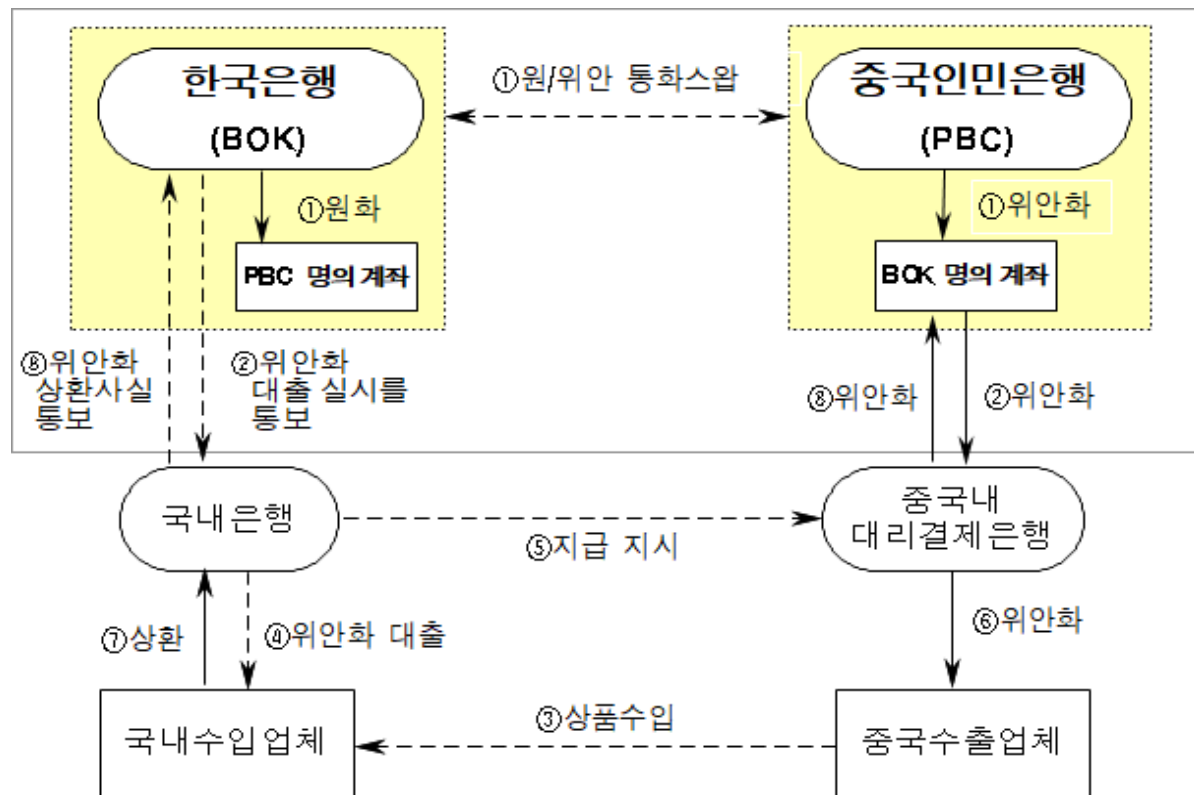 한국은행
(BOK)
①원/위안 통화스왑
중국인민은행
(PBC)
①원화
①위안화
PBC 명의 계좌
BOK 명의 계좌
⑧위안화
상환사실
통보
②위안화
대출 실시를
통보
⑧위안화
②위안화
국내은행
⑤지급 지시
중국내
대리결제은행
⑦상환
④위안화 대출
⑥위안화
국내수입업체
③상품수입
중국수출업체